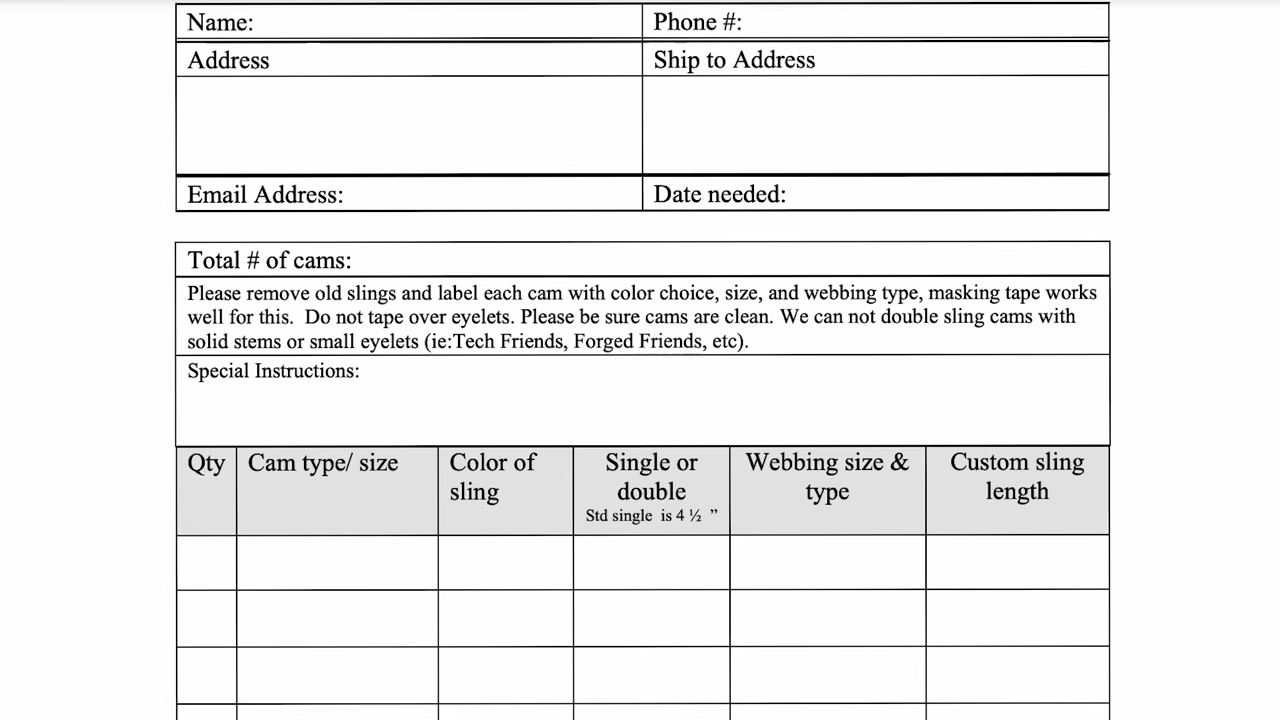 Name:
Phone #:
Address
Ship to Address
Email Address:
Date needed:
Total # of cams:
Please remove old slings and label each cam with color choice, size, and webbing type, masking tape works
well for this.  Do not tape over eyelets. Please be sure cams are clean. We can not double sling cams with
solid stems or small eyelets (ie:Tech Friends, Forged Friends, etc).
Special Instructions:
Qty
Cam type/ size
Color of
sling
Single or
double
Std single  is 4 ½  ”
Webbing size &
type
Custom sling
length